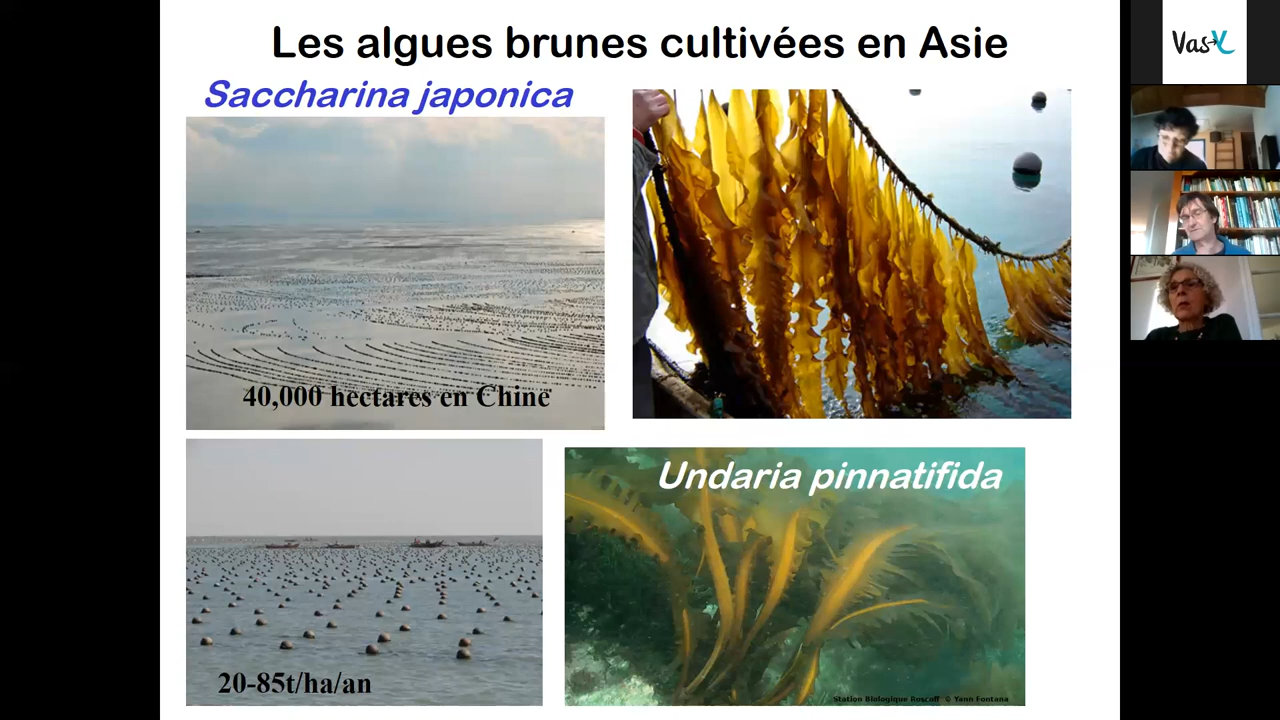 Les algues brunes cultivées en Asie
Saccharina japonica
40,000 hectares en Chine
20-85t/ha/an
Undaria pinnatifida
Station Biologique Roscoff © Yann Fontana
Vas-Y